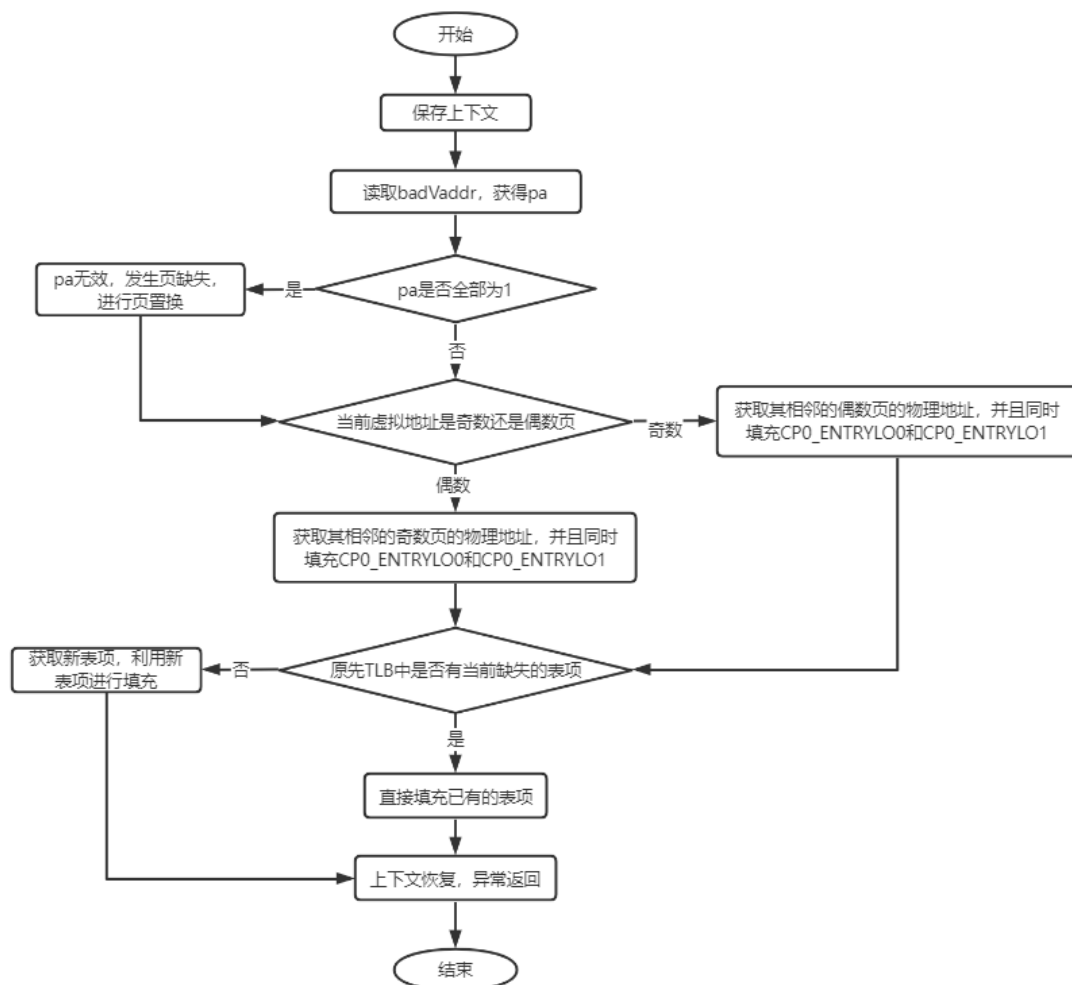 开始
保存上下文
读取badVaddr，获得pa
pa是否全部为1
是
pa无效，发生页缺失，
进行页置换
否
当前虚拟地址是奇数还是偶数页
奇数
获取其相邻的偶数页的物理地址，并且同时
填充CP0_ENTRYLO0和CP0_ENTRYLO1
偶数
获取其相邻的奇数页的物理地址，并且同时
填充CP0_ENTRYLO0和CP0_ENTRYLO1
原先TLB中是否有当前缺失的表项
否
获取新表项，利用新
表项进行填充
是
直接填充已有的表项
上下文恢复，异常返回
结束